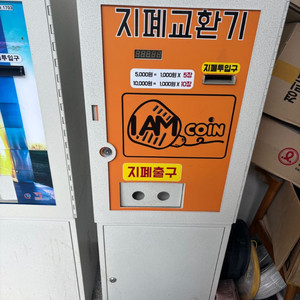 지폐교환기
지폐투입구
5,000원= 1,000원 X 5장
10,000원= 1,000원 X 10장
I AM COIN
지폐출구